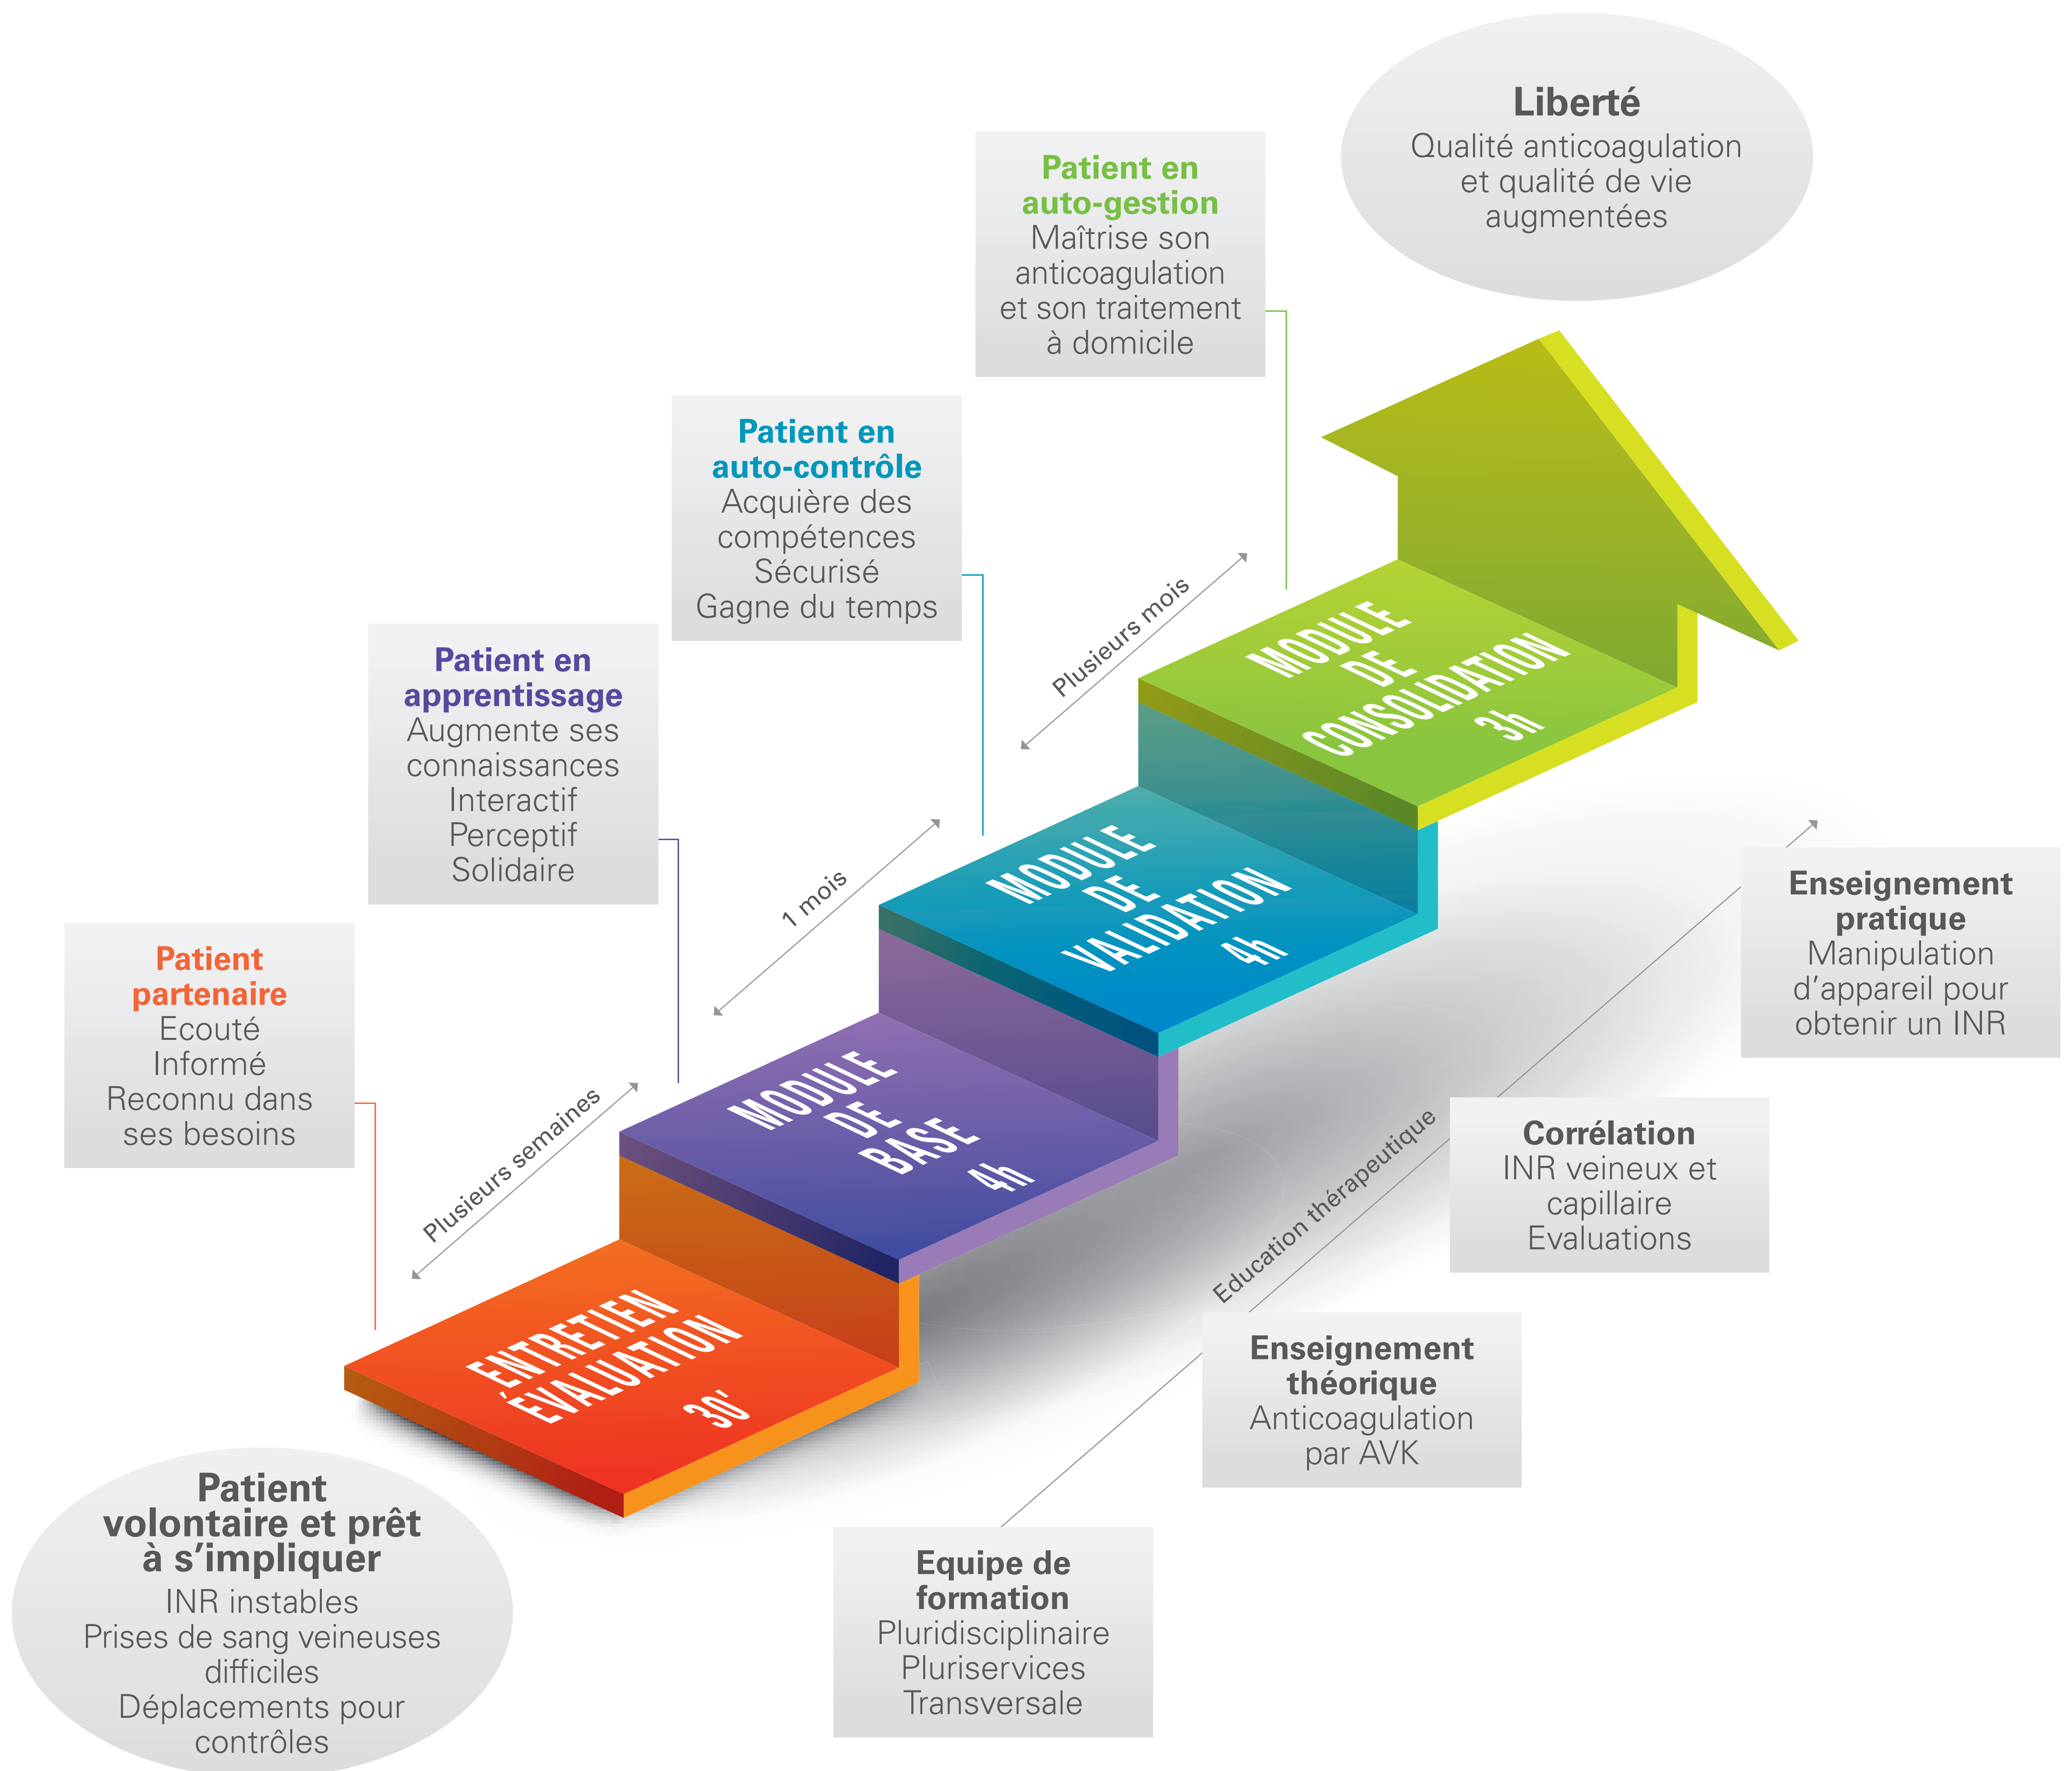 Liberté
Qualité anticoagulation
et qualité de vie
augmentées
Patient en
auto-gestion
Maîtrise son
anticoagulation
et son traitement
à domicile
Patient en
auto-contrôle
Acquière des
compétences
Sécurisé
Gagne du temps
Patient en
apprentissage
Augmente ses
connaissances
Interactif
Perceptif
Solidaire
Patient
partenaire
Ecouté
Informé
Reconnu dans
ses besoins
Plusieurs mois
1 mois
Plusieurs semaines
MODULE
DE
CONSOLIDATION
3h
MODULE
DE
VALIDATION
4h
MODULE
DE
BASE
4h
ENTRETIEN
ÉVALUATION
30'
Enseignement
pratique
Manipulation
d’appareil pour
obtenir un INR
Corrélation
INR veineux et
capillaire
Evaluations
Education thérapeutique
Enseignement
théorique
Anticoagulation
par AVK
Equipe de
formation
Pluridisciplinaire
Pluriservices
Transversale
Patient
volontaire et prêt
à s’impliquer
INR instables
Prises de sang veineuses
difficiles
Déplacements pour
contrôles